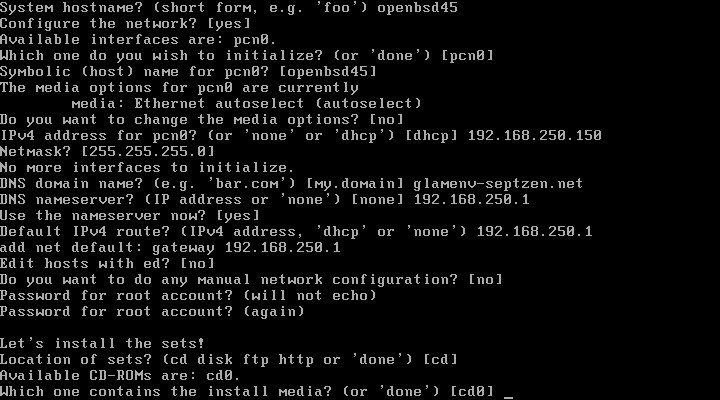 System hostname? (short form, e.g. 'foo') openbsd45
Configure the network? [yes]
Available interfaces are: pcn0.
Which one do you wish to initialize? (or 'done') [pcn0]
Symbolic (host) name for pcn0? [openbsd45]
The media options for pcn0 are currently
media: Ethernet autoselect (autoselect)
Do you want to change the media options? [no]
IPv4 address for pcn0? (or 'none' or 'dhcp') [dhcp] 192.168.250.150
Netmask? [255.255.255.0]
No more interfaces to initialize.
DNS domain name? (e.g. 'bar.com') [my.domain] glamenv-septzen.net
DNS nameserver? (IP address or 'none') [none] 192.168.250.1
Use the nameserver now? [yes]
Default IPv4 route? (IPv4 address, 'dhcp' or 'none') 192.168.250.1
add net default: gateway 192.168.250.1
Edit hosts with ed? [no]
Do you want to do any manual network configuration? [no]
Password for root account? (will not echo)
Password for root account? (again)
Let's install the sets!
Location of sets? (cd disk ftp http or 'done') [cd]
Available CD-ROMs are: cd0.
Which one contains the install media? (or 'done') [cd0] _